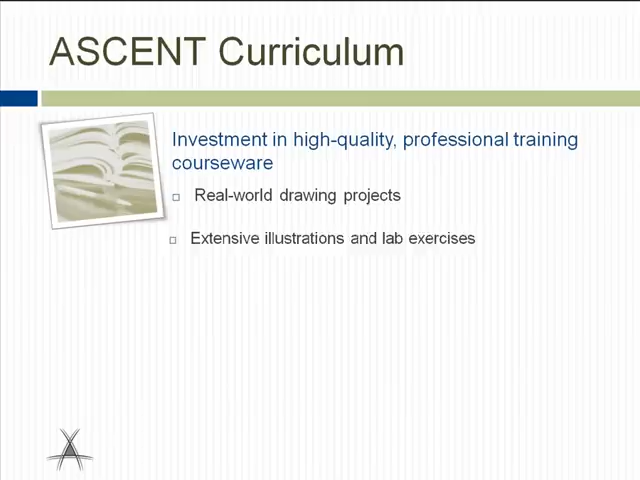 ASCENT Curriculum
Investment in high-quality, professional training
courseware
Real-world drawing projects
Extensive illustrations and lab exercises